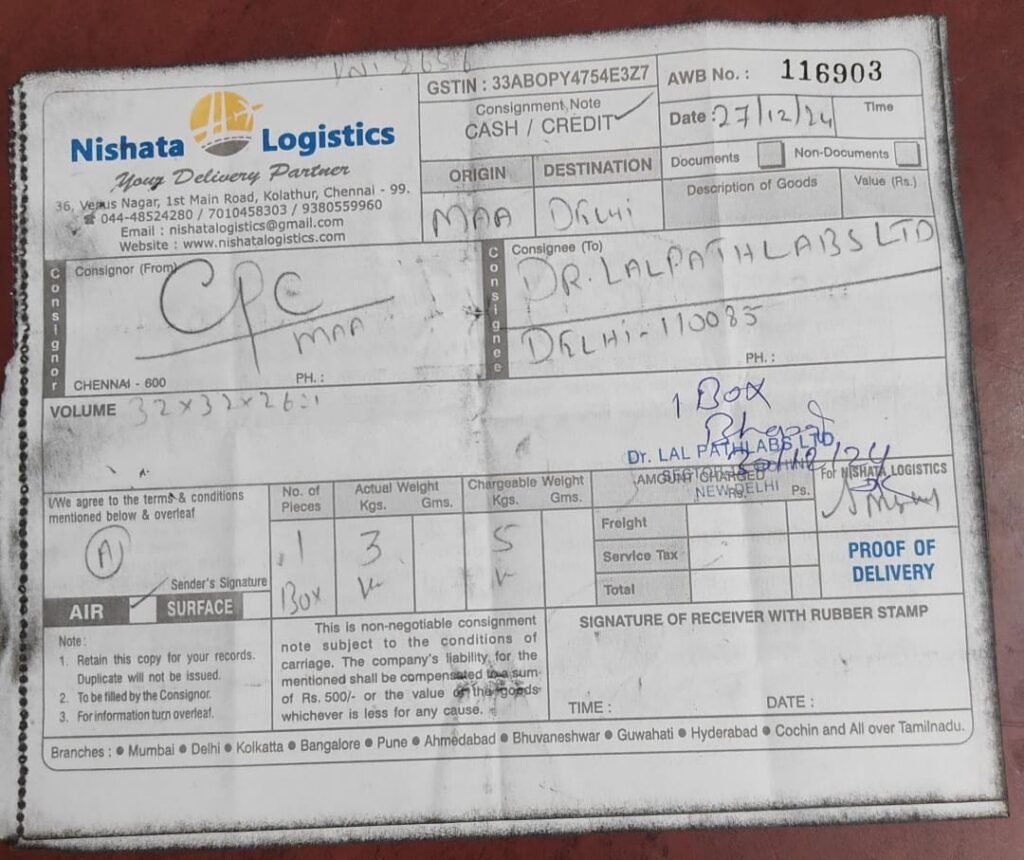 GSTIN : 33ABOPY4754E3Z7
AWB No. : 116903
Nishata Logistics
Your Delivery Partner
36, Venus Nagar, 1st Main Road, Kolathur, Chennai - 99.
☎ 044-48524280 / 7010458303 / 9380559960
Email : nishatalogistics@gmail.com
Website : www.nishatalogistics.com
Consignment Note
CASH / CREDIT ✓
Date : 27/12/24
Time
ORIGIN
DESTINATION
MAA
DELHI
Documents
Non-Documents
Description of Goods
Value (Rs.)
Consignor
Consignor (From)
CPC
MAA
CHENNAI - 600
PH. :
Consignee
Consignee (To)
DR. LALPATHLABS LTD
DELHI - 110085
PH. :
VOLUME 32 x 32 x 26 = 1
1 Box
Dr. LAL PATHLABS LTD
30/12/24
NEW DELHI
I/We agree to the terms & conditions
mentioned below & overleaf
A
Sender's Signature
AIR ✓ SURFACE
No. of
Pieces
Actual Weight
Kgs. Gms.
Chargeable Weight
Kgs. Gms.
1
Box
3
5
AMOUNT CHARGED
Rs. Ps.
Freight
Service Tax
Total
For NISHATA LOGISTICS
PROOF OF
DELIVERY
Note :
1. Retain this copy for your records.
Duplicate will not be issued.
2. To be filled by the Consignor.
3. For information turn overleaf.
This is non-negotiable consignment
note subject to the conditions of
carriage. The company's liability for the
mentioned shall be compensated to a sum
of Rs. 500/- or the value of the goods
whichever is less for any cause.
SIGNATURE OF RECEIVER WITH RUBBER STAMP
TIME :
DATE :
Branches : ● Mumbai ● Delhi ● Kolkatta ● Bangalore ● Pune ● Ahmedabad ● Bhuvaneshwar ● Guwahati ● Hyderabad ● Cochin and All over Tamilnadu.